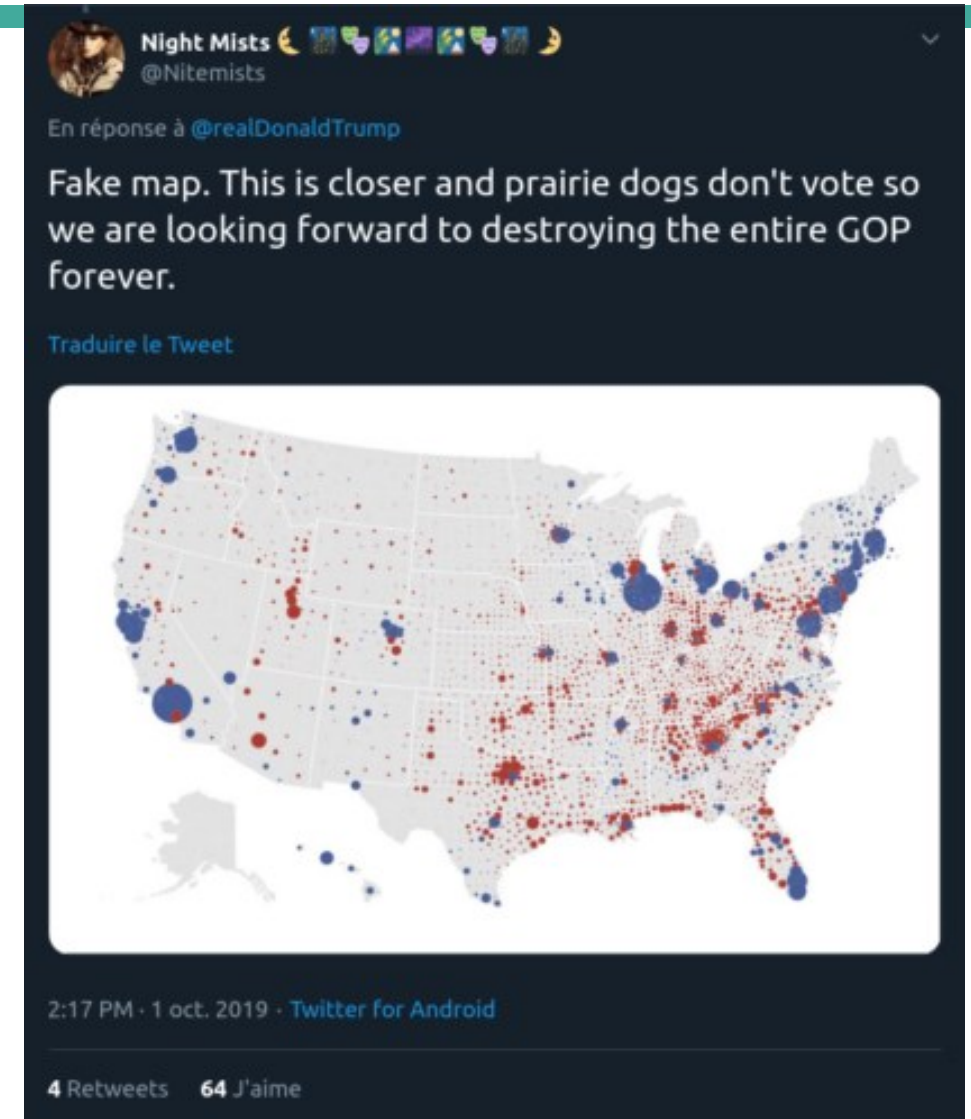 Night Mists 🌜 🌃🎭🌠🌌🌠🎭🌃 🌛
@Nitemists
En réponse à @realDonaldTrump
Fake map. This is closer and prairie dogs don't vote so
we are looking forward to destroying the entire GOP
forever.
Traduire le Tweet
2:17 PM · 1 oct. 2019 · Twitter for Android
4 Retweets 64 J'aime